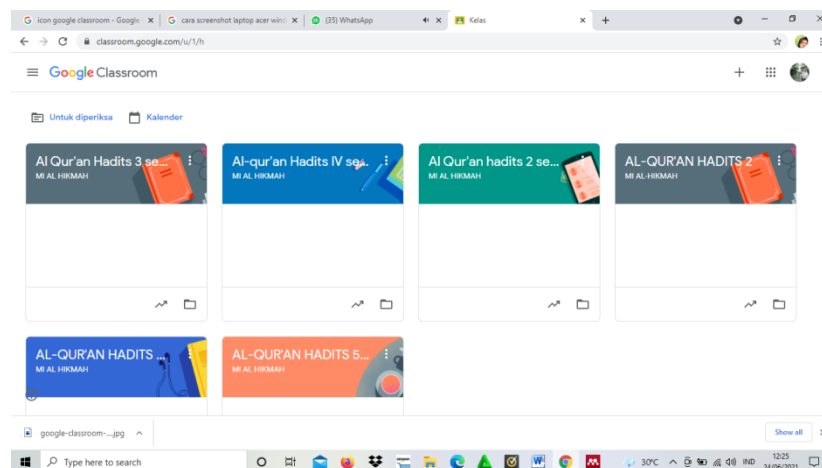 icon google classroom - Google
cara screenshot laptop acer wind
(35) WhatsApp
Kelas
classroom.google.com/u/1/h
Google Classroom
Untuk diperiksa
Kalender
Al Qur'an Hadits 3 se...
MI AL HIKMAH
Al-qur'an Hadits IV se...
MI AL HIKMAH
Al Qur'an hadits 2 se...
MI AL HIKMAH
AL-QUR'AN HADITS 2
MI AL-HIKMAH
AL-QUR'AN HADITS ...
MI AL HIKMAH
AL-QUR'AN HADITS 5...
MI AL HIKMAH
google-classroom-....jpg
Show all
Type here to search
30°C
IND
12:25
24/06/2021